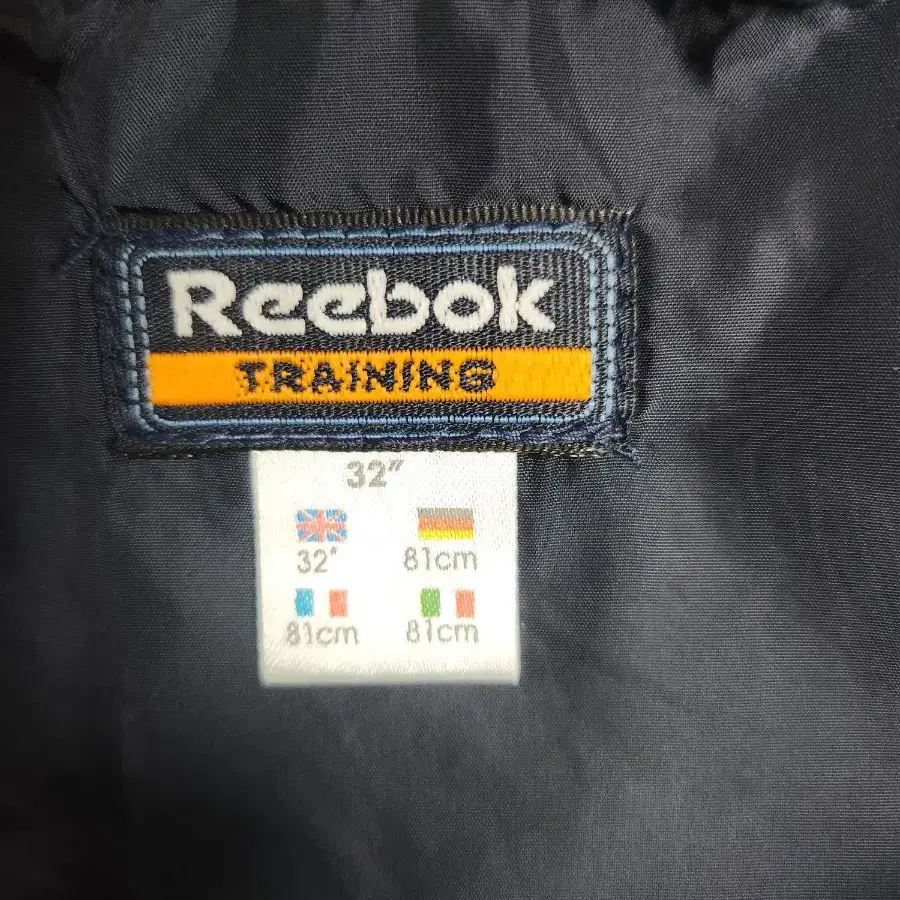 Reebok
TRAINING
32"
32" 81cm
81cm 81cm